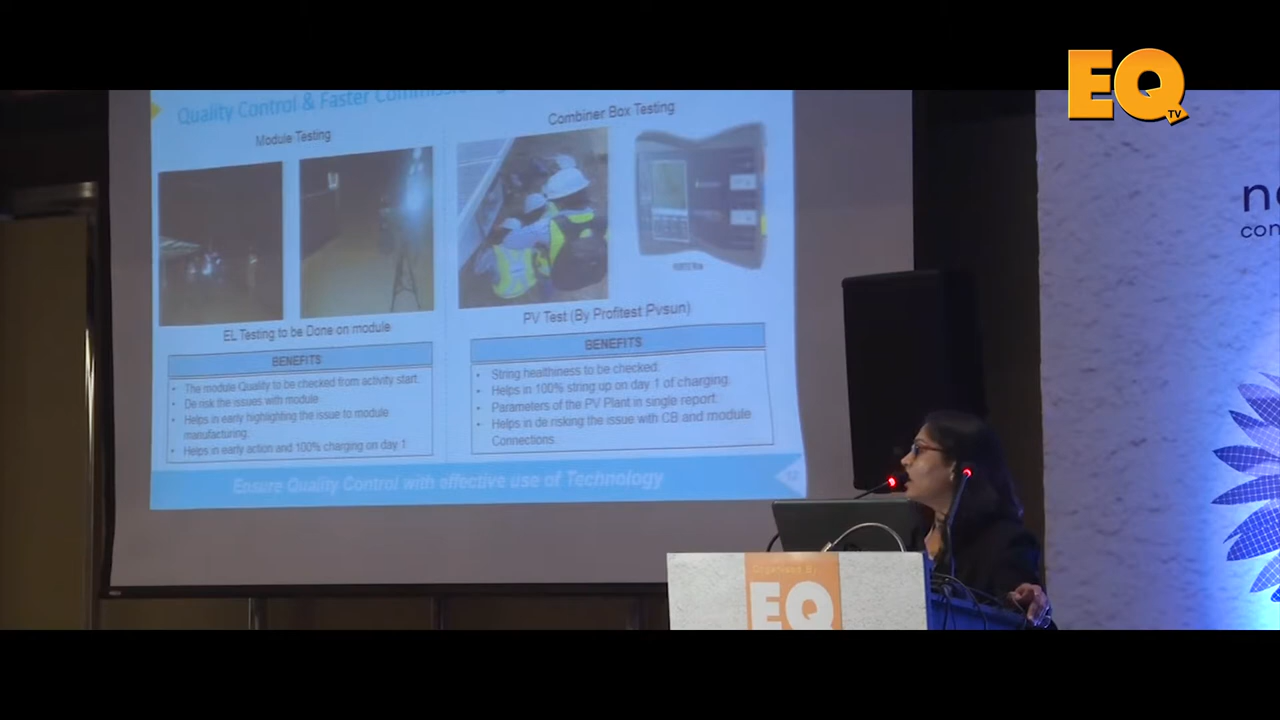 EQ
TV
Quality Control & Faster
Module Testing
Combiner Box Testing
EL Testing to be Done on module
PV Test (By Profitest Pvsun)
BENEFITS
• The module Quality to be checked from activity start.
• De risk the issues with module
• Helps in early highlighting the issue to module
manufacturing.
• Helps in early action and 100% charging on day 1
BENEFITS
• String healthiness to be checked.
• Helps in 100% string up on day 1 of charging.
• Parameters of the PV Plant in single report.
• Helps in de risking the issue with CB and module
Connections.
Ensure Quality Control with effective use of Technology
Organised By
EQ